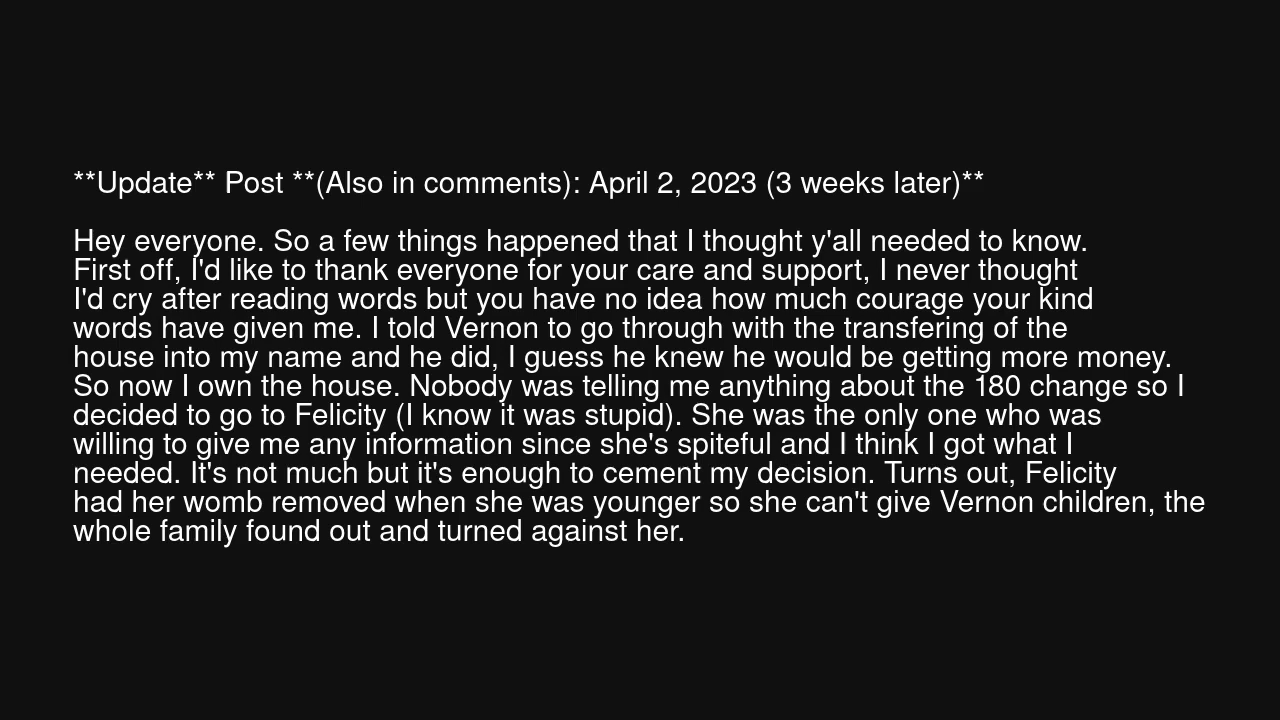 **Update** Post **(Also in comments): April 2, 2023 (3 weeks later)**
Hey everyone. So a few things happened that I thought y'all needed to know.
First off, I'd like to thank everyone for your care and support, I never thought
I'd cry after reading words but you have no idea how much courage your kind
words have given me. I told Vernon to go through with the transfering of the
house into my name and he did, I guess he knew he would be getting more money.
So now I own the house. Nobody was telling me anything about the 180 change so I
decided to go to Felicity (I know it was stupid). She was the only one who was
willing to give me any information since she's spiteful and I think I got what I
needed. It's not much but it's enough to cement my decision. Turns out, Felicity
had her womb removed when she was younger so she can't give Vernon children, the
whole family found out and turned against her.